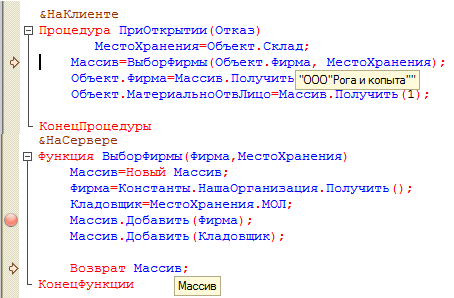 &НаКлиенте
Процедура ПриОткрытии(Отказ)
МестоХранения=Объект.Склад;
Массив=ВыборФирмы(Объект.Фирма, МестоХранения);
Объект.Фирма=Массив.Получить "ООО"Рога и копыта""
Объект.МатериальноОтвЛицо=Массив.Получить(1);
КонецПроцедуры
&НаСервере
Функция ВыборФирмы(Фирма,МестоХранения)
Массив=Новый Массив;
Фирма=Константы.НашаОрганизация.Получить();
Кладовщик=МестоХранения.МОЛ;
Массив.Добавить(Фирма);
Массив.Добавить(Кладовщик);
Возврат Массив;
КонецФункции
Массив